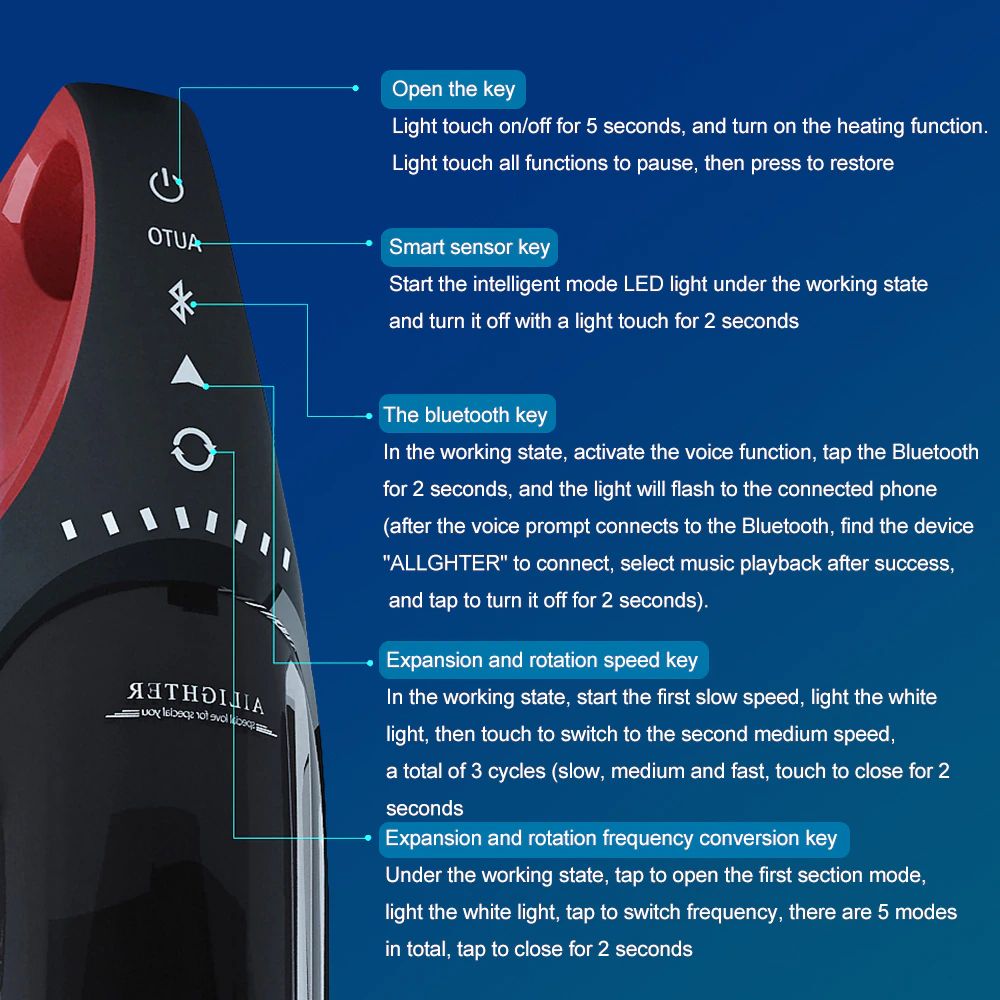 Open the key
Light touch on/off for 5 seconds, and turn on the heating function.
Light touch all functions to pause, then press to restore
AUTO
Smart sensor key
Start the intelligent mode LED light under the working state
and turn it off with a light touch for 2 seconds
The bluetooth key
In the working state, activate the voice function, tap the Bluetooth
for 2 seconds, and the light will flash to the connected phone
(after the voice prompt connects to the Bluetooth, find the device
"ALLGHTER" to connect, select music playback after success,
and tap to turn it off for 2 seconds).
Expansion and rotation speed key
In the working state, start the first slow speed, light the white
light, then touch to switch to the second medium speed,
a total of 3 cycles (slow, medium and fast, touch to close for 2
seconds
AILIGHTER
special love for special you
Expansion and rotation frequency conversion key
Under the working state, tap to open the first section mode,
light the white light, tap to switch frequency, there are 5 modes
in total, tap to close for 2 seconds